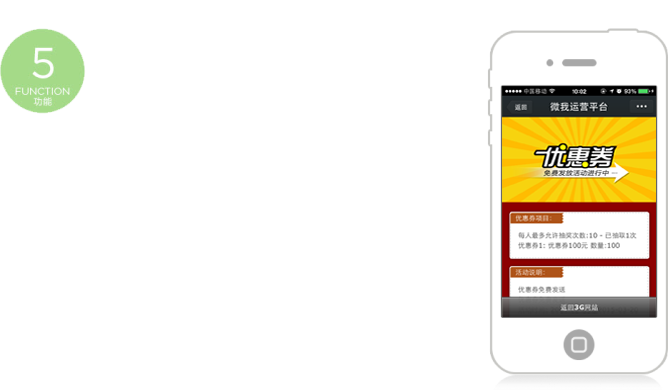 5
FUNCTION
功能
中国移动 10:02 93%
返回 微我运营平台
优惠券
免费发放活动进行中
优惠券项目:
每人最多允许抽奖次数:10 - 已抽取1次
优惠券1: 优惠券100元 数量:100
活动说明:
优惠券免费发送
返回3G网站